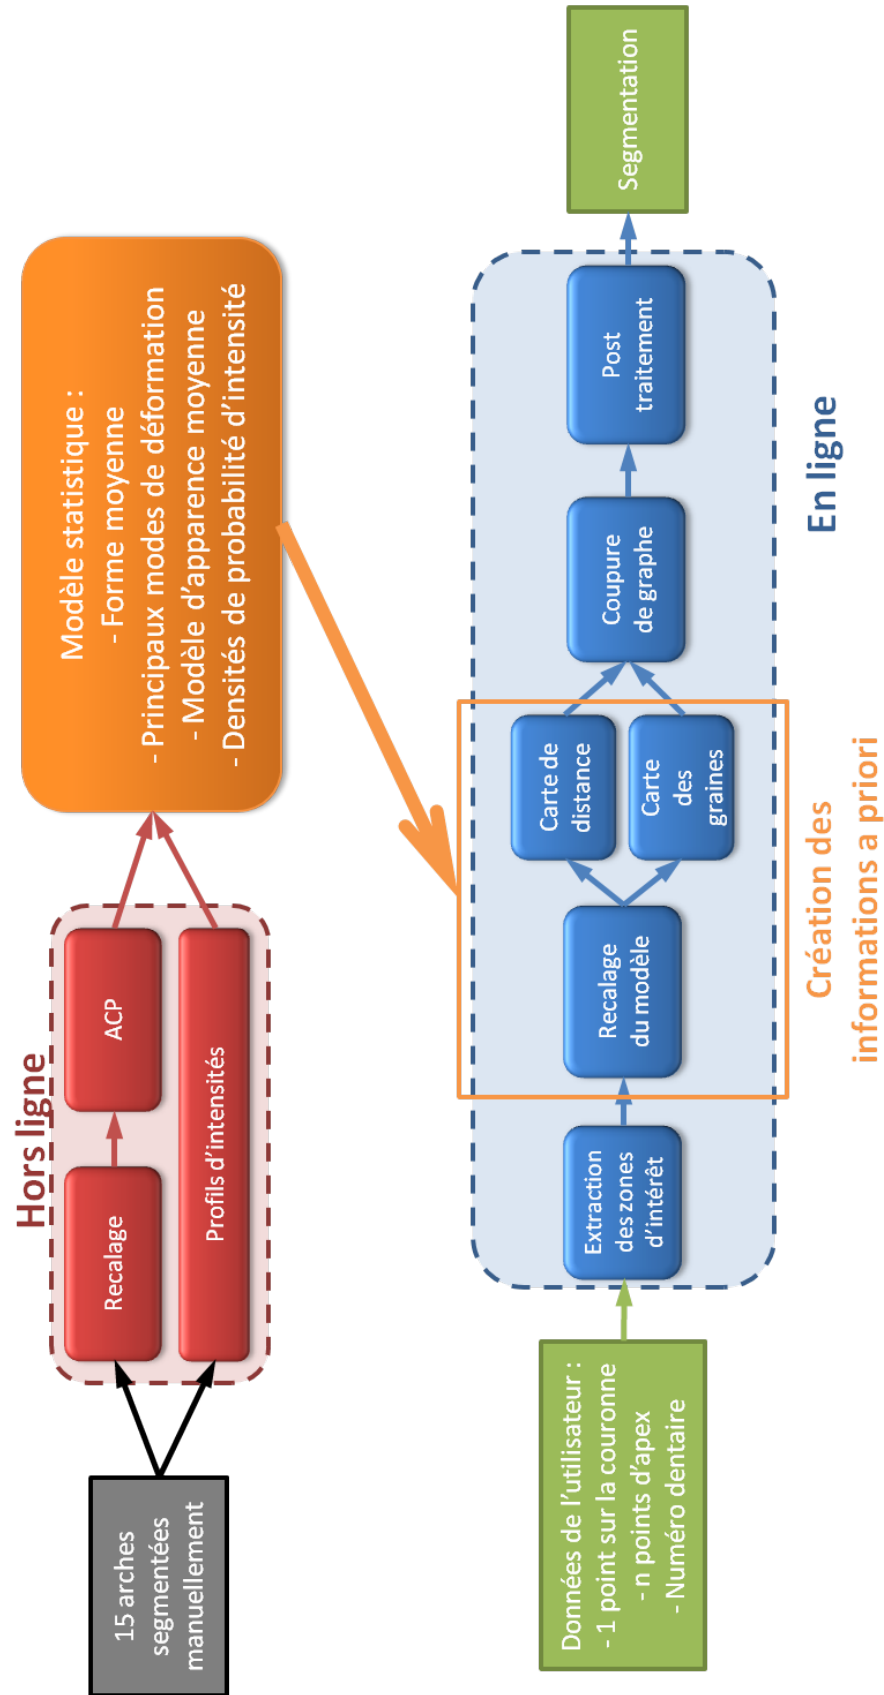 Hors ligne
15 arches
segmentées
manuellement
Recalage
ACP
Profils d'intensités
Modèle statistique :
- Forme moyenne
- Principaux modes de déformation
- Modèle d'apparence moyenne
- Densités de probabilité d'intensité
Données de l'utilisateur :
- 1 point sur la couronne
- n points d'apex
- Numéro dentaire
Extraction
des zones
d'intérêt
Recalage
du modèle
Carte de
distance
Carte
des
graines
Coupure
de graphe
Post
traitement
Segmentation
Création des
informations a priori
En ligne